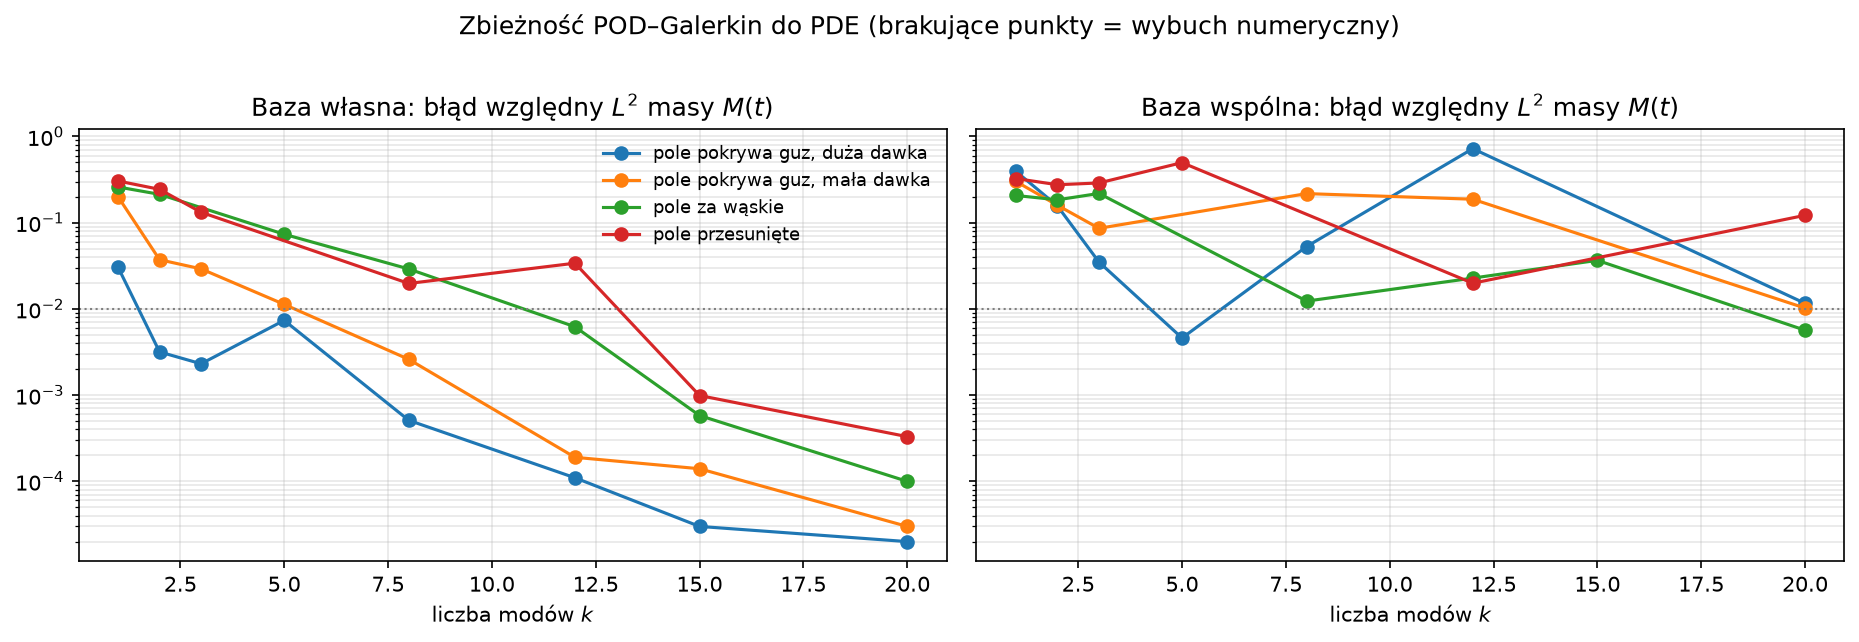 Zbieżność POD–Galerkin do PDE (brakujące punkty = wybuch numeryczny)
Baza własna: błąd względny L² masy M(t)
10⁰
10⁻¹
10⁻²
10⁻³
10⁻⁴
pole pokrywa guz, duża dawka
pole pokrywa guz, mała dawka
pole za wąskie
pole przesunięte
2.5 5.0 7.5 10.0 12.5 15.0 17.5 20.0
liczba modów k
Baza wspólna: błąd względny L² masy M(t)
2.5 5.0 7.5 10.0 12.5 15.0 17.5 20.0
liczba modów k